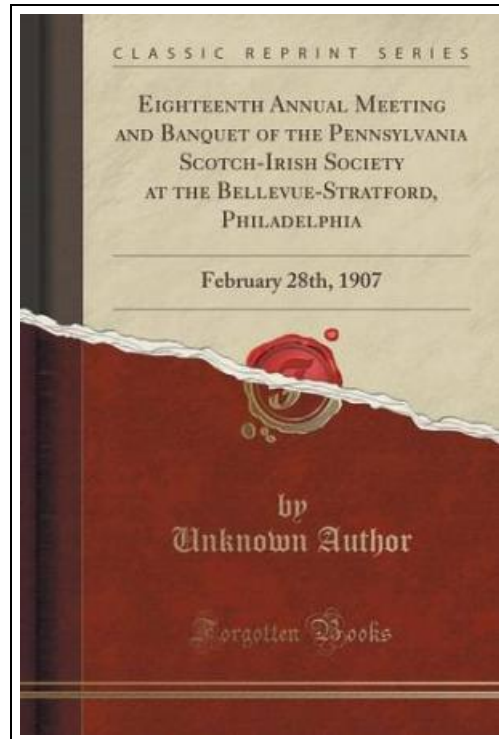 CLASSIC REPRINT SERIES
EIGHTEENTH ANNUAL MEETING
AND BANQUET OF THE PENNSYLVANIA
SCOTCH-IRISH SOCIETY
AT THE BELLEVUE-STRATFORD,
PHILADELPHIA
February 28th, 1907
F
by
Unknown Author
Forgotten Books